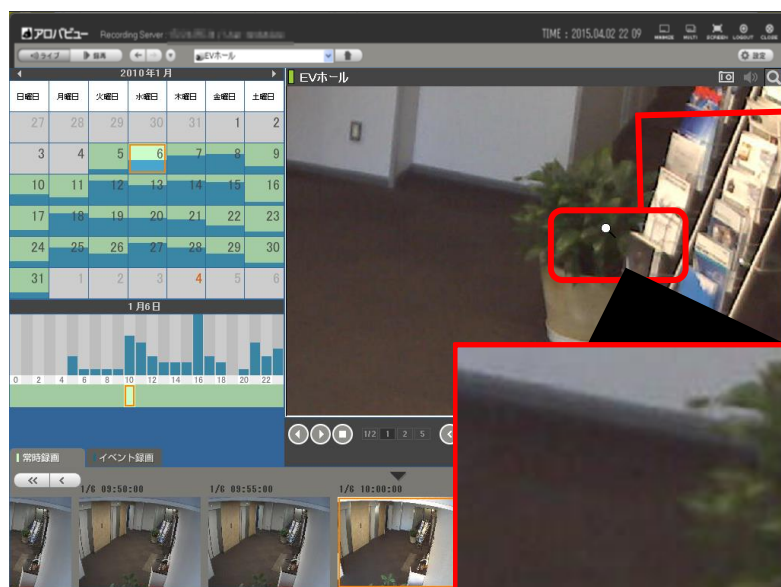 アロバビュー Recording Server: TIME : 2015.04.02 22 09 MINIMIZE MULTI SCREEN LOGOUT CLOSE
ライブ 録画 EVホール 設定
2010年1月
EVホール
日曜日 月曜日 火曜日 水曜日 木曜日 金曜日 土曜日
27 28 29 30 31 1 2
3 4 5 6 7 8 9
10 11 12 13 14 15 16
17 18 19 20 21 22 23
24 25 26 27 28 29 30
31 1 2 3 4 5 6
1月6日
0 2 4 6 8 10 12 14 16 18 20 22
1/2 1 2 5
常時録画 イベント録画
1/6 09:50:00 1/6 09:55:00 1/6 10:00:00